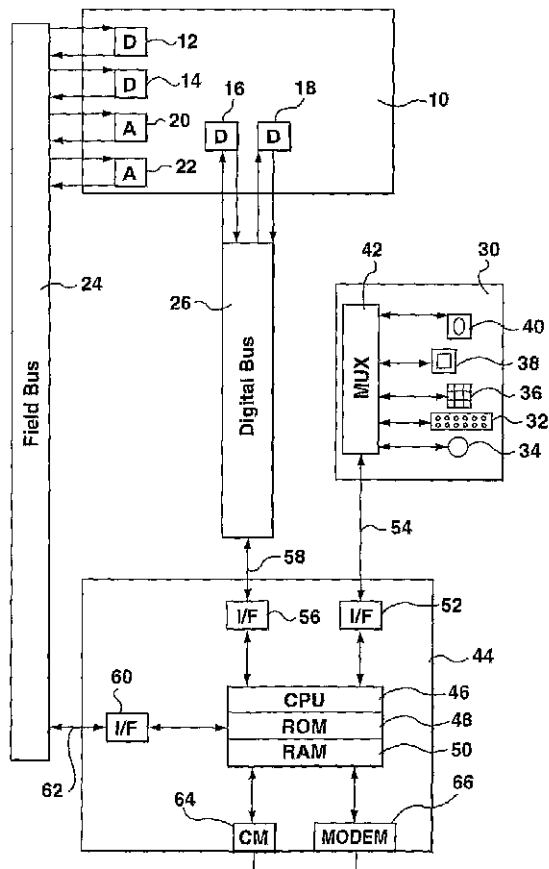 D 12
D 14
16
18
10
A 20
D
D
A 22
24
Field Bus
26
Digital Bus
42
30
MUX
40
38
36
32
34
54
58
I/F
56
I/F
52
44
60
I/F
CPU
46
ROM
48
RAM
50
62
64
66
CM
MODEM